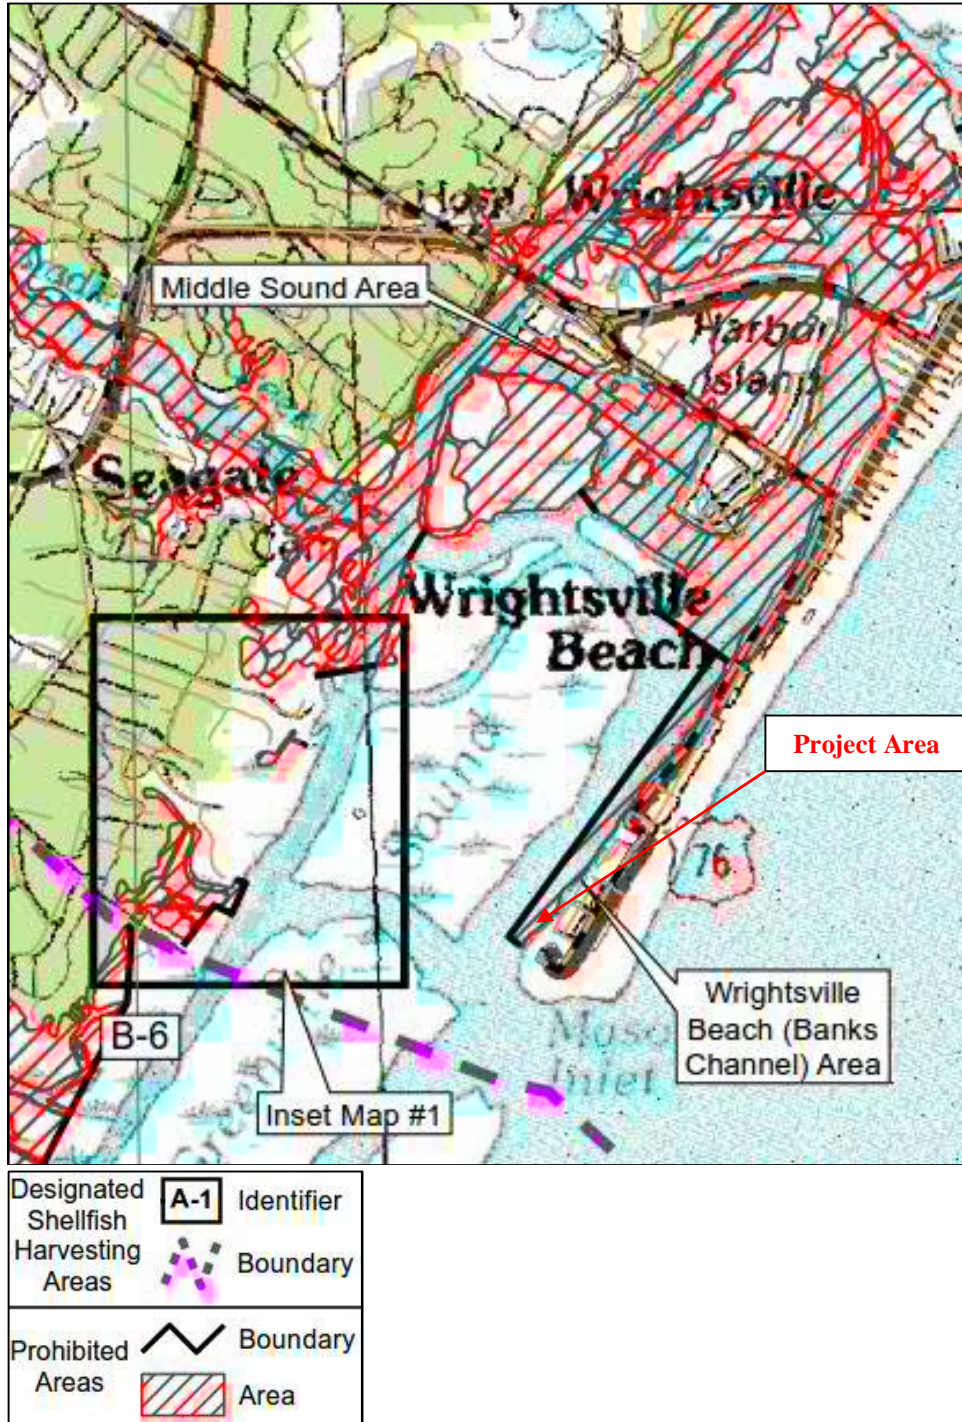 Wrightsville
Middle Sound Area
Harbor
Island
Seagate
Wrightsville
Beach
Project Area
Sound
76
Wrightsville
Beach (Banks
Channel) Area
B-6
Inlet
Inset Map #1
Designated
Shellfish
Harvesting
Areas
A-1 Identifier
Boundary
Prohibited
Areas
Boundary
Area